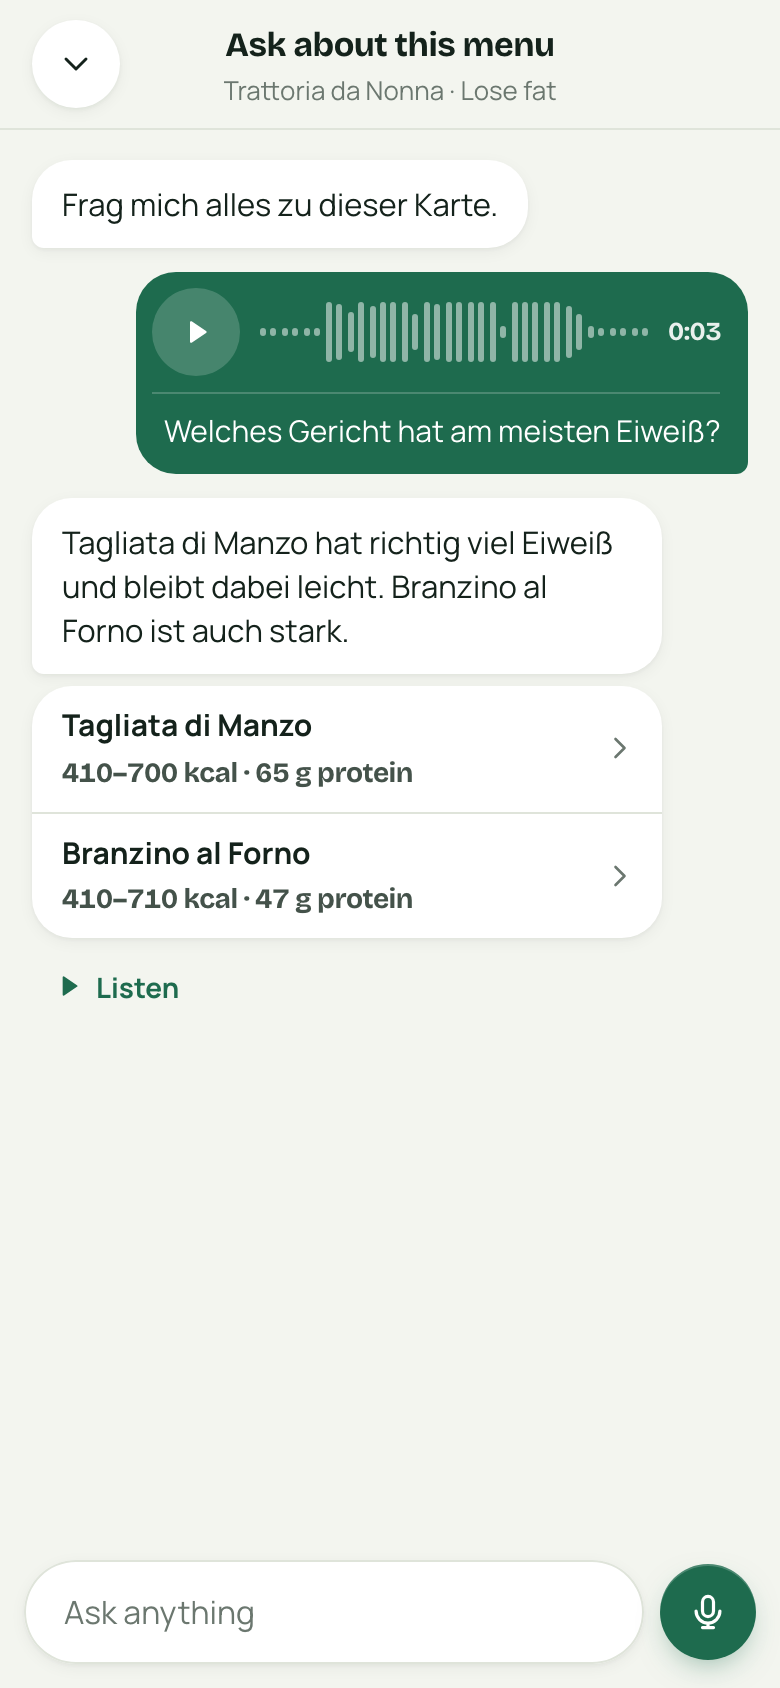 Ask about this menu
Trattoria da Nonna · Lose fat
Frag mich alles zu dieser Karte.
0:03
Welches Gericht hat am meisten Eiweiß?
Tagliata di Manzo hat richtig viel Eiweiß
und bleibt dabei leicht. Branzino al
Forno ist auch stark.
Tagliata di Manzo
410–700 kcal · 65 g protein
Branzino al Forno
410–710 kcal · 47 g protein
Listen
Ask anything